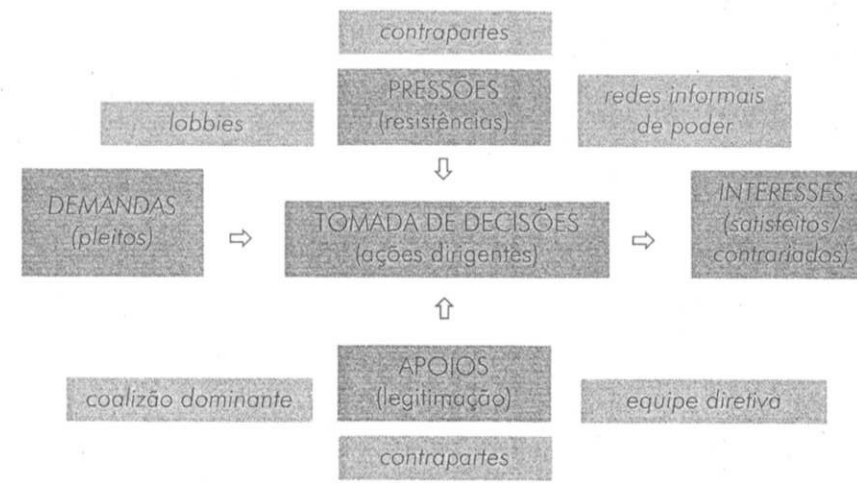 contrapartes
PRESSÕES
(resistências)
lobbies
redes informais
de poder
DEMANDAS
(pleitos)
TOMADA DE DECISÕES
(ações dirigentes)
INTERESSES
(satisfeitos/
contrariados)
APOIOS
(legitimação)
coalizão dominante
equipe diretiva
contrapartes